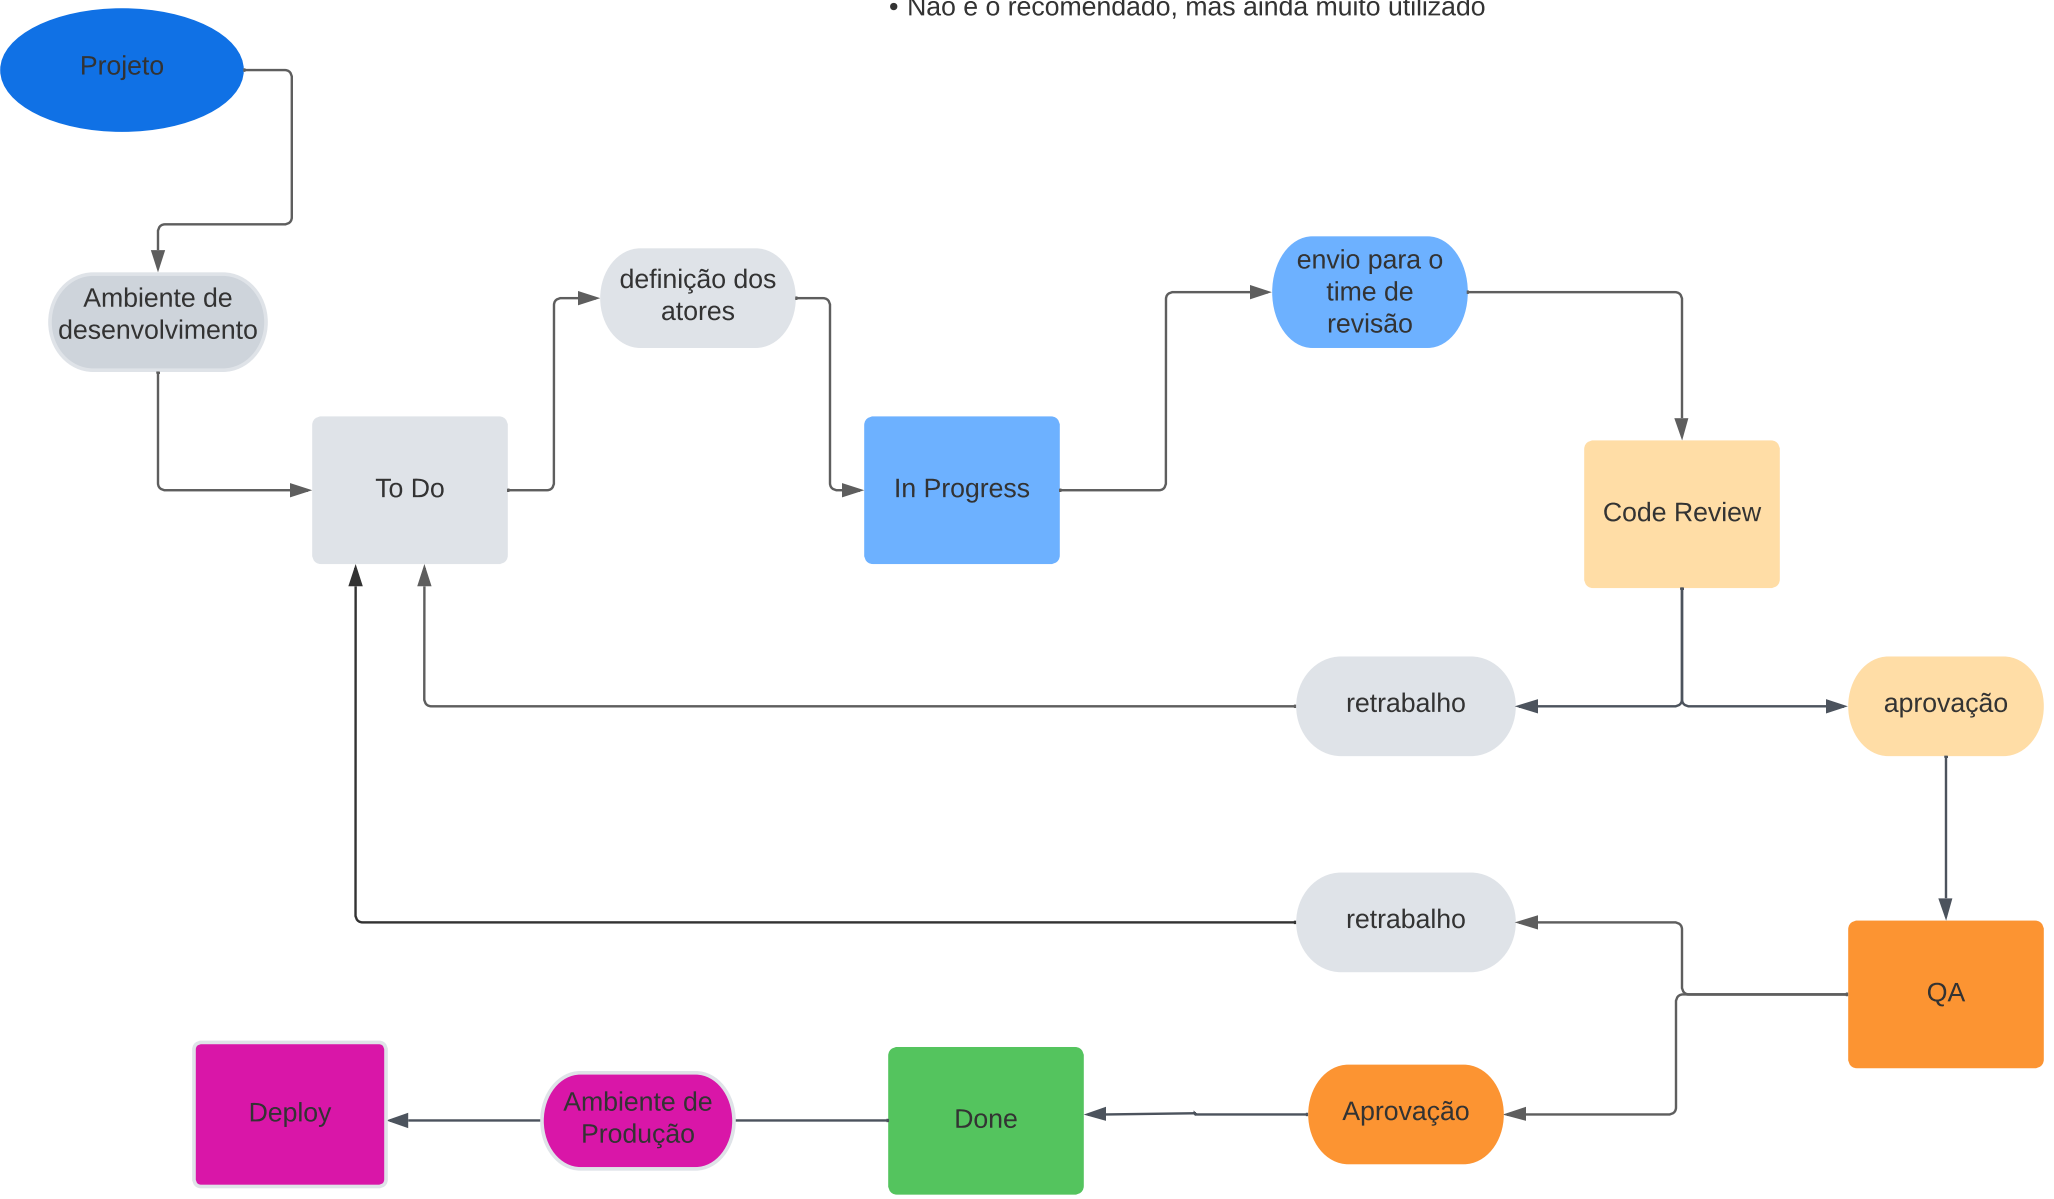 • Não é o recomendado, mas ainda muito utilizado
Projeto
Ambiente de
desenvolvimento
To Do
definição dos
atores
In Progress
envio para o
time de
revisão
Code Review
retrabalho
aprovação
retrabalho
QA
Aprovação
Done
Ambiente de
Produção
Deploy